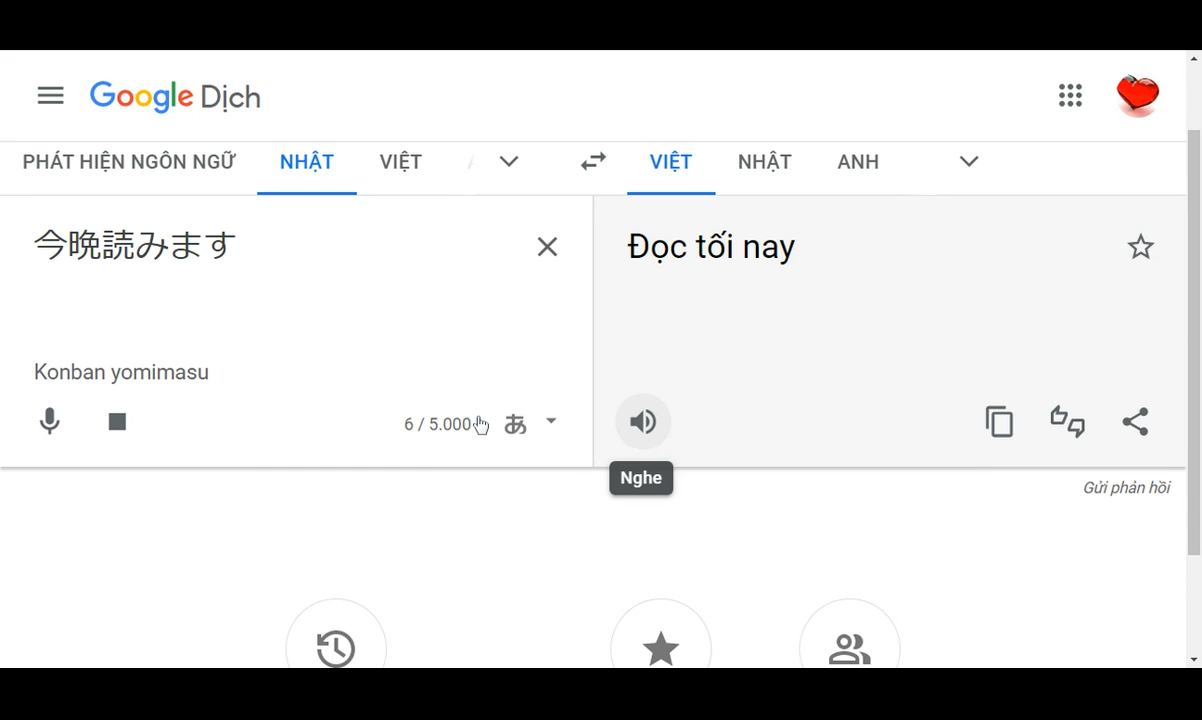 Google Dịch
PHÁT HIỆN NGÔN NGỮ NHẬT VIỆT VIỆT NHẬT ANH
今晩読みます
Đọc tối nay
Konban yomimasu
6 / 5.000 あ
Nghe
Gửi phản hồi